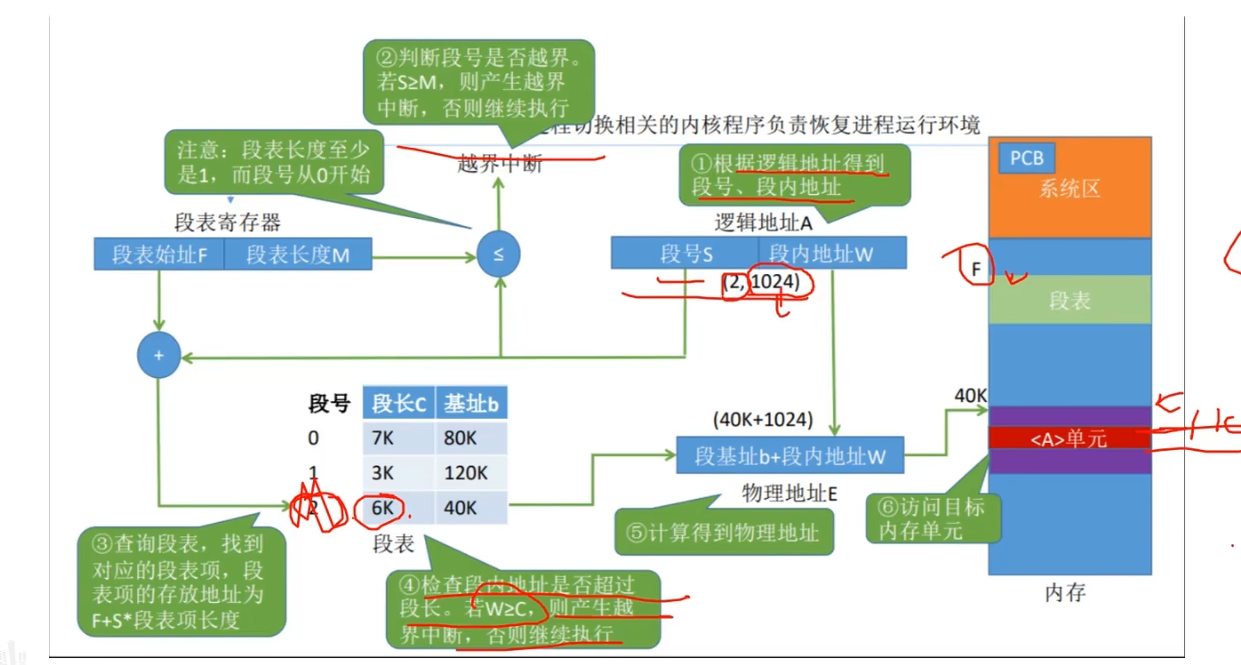 ②判断段号是否越界。
若S≥M，则产生越界
中断，否则继续执行
程切换相关的内核程序负责恢复进程运行环境
注意：段表长度至少
是1，而段号从0开始
越界中断
①根据逻辑地址得到
段号、段内地址
PCB
系统区
段表寄存器
逻辑地址A
段表始址F 段表长度M
≤
段号S 段内地址W
(2, 1024)
F
段表
+
段号 段长C 基址b
0 7K 80K
1 3K 120K
2 6K 40K
段表
40K
(40K+1024)
<A>单元
段基址b+段内地址W
物理地址E
⑥访问目标
内存单元
⑤计算得到物理地址
③查询段表，找到
对应的段表项，段
表项的存放地址为
F+S*段表项长度
④检查段内地址是否超过
段长。若W≥C，则产生越
界中断，否则继续执行
内存